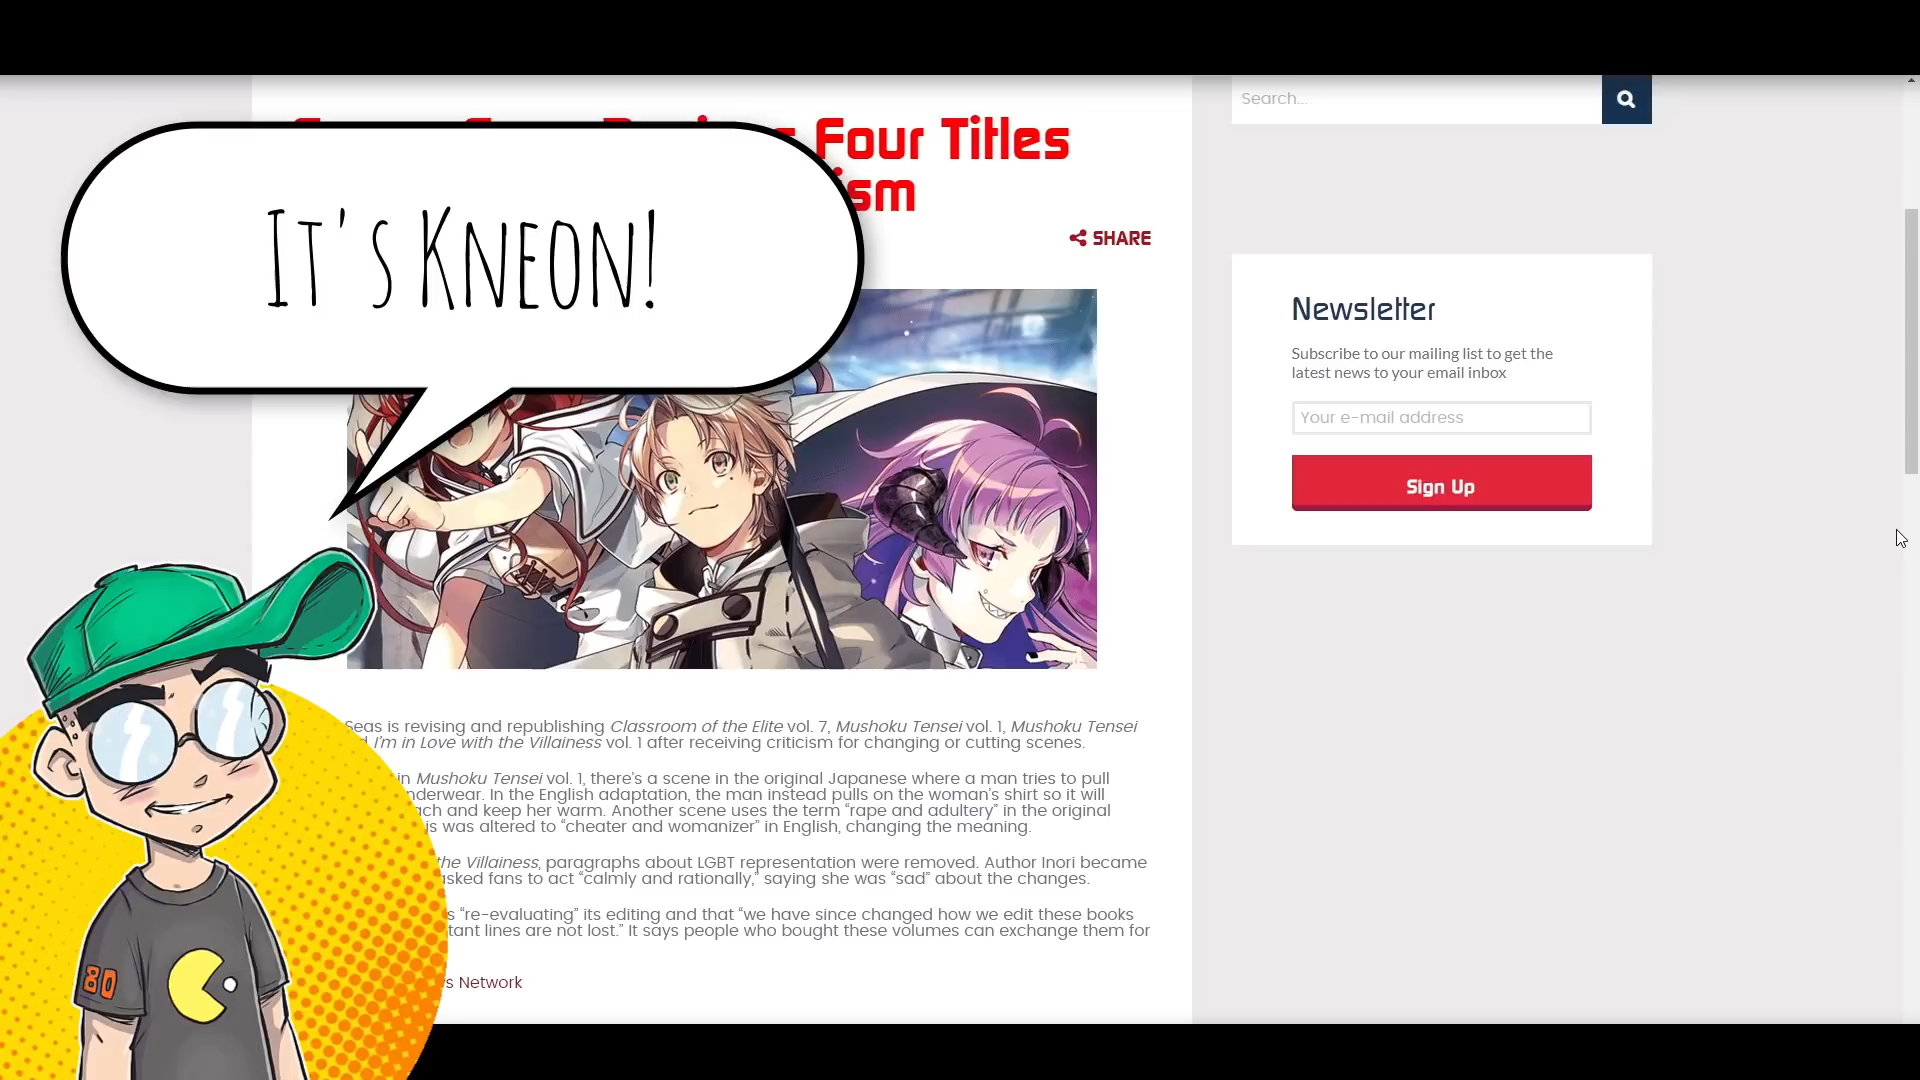 Search...
Four Titles
SHARE
It's Kneon!
Newsletter
Subscribe to our mailing list to get the
latest news to your email inbox
Your e-mail address
Sign Up
Seas is revising and republishing Classroom of the Elite vol. 7, Mushoku Tensei vol. 1, Mushoku Tensei
I'm in Love with the Villainess vol. 1 after receiving criticism for changing or cutting scenes.
in Mushoku Tensei vol. 1, there's a scene in the original Japanese where a man tries to pull
In the English adaptation, the man instead pulls on the woman's shirt so it will
and keep her warm. Another scene uses the term “rape and adultery” in the original
was altered to “cheater and womanizer” in English, changing the meaning.
the Villainess, paragraphs about LGBT representation were removed. Author Inori became
asked fans to act “calmly and rationally,” saying she was “sad” about the changes.
“re-evaluating” its editing and that “we have since changed how we edit these books
lines are not lost.” It says people who bought these volumes can exchange them for
Network
80